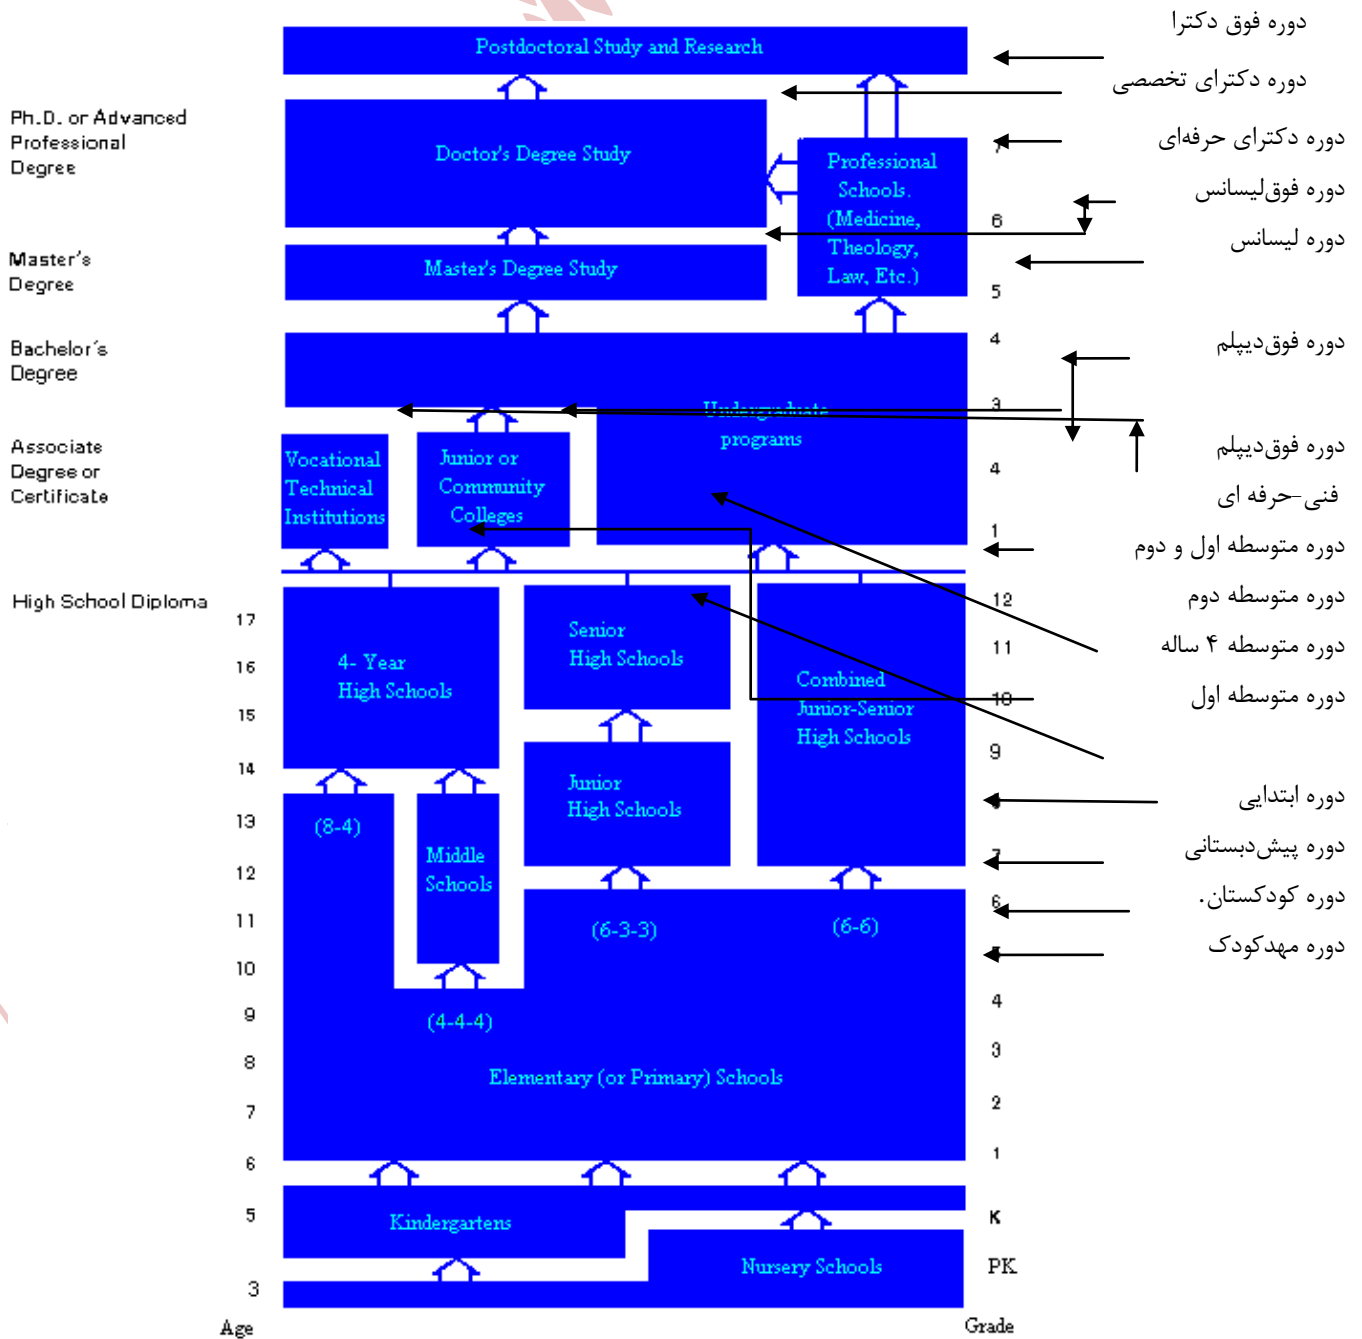 دوره فوق دکترا
Postdoctoral Study and Research
دوره دکترای تخصصی
Ph.D. or Advanced
Professional
Degree
Doctor's Degree Study
Professional
Schools.
(Medicine,
Theology,
Law, Etc.)
7
دوره دکترای حرفه‌ای
دوره فوق‌لیسانس
6
دوره لیسانس
Master's
Degree
Master's Degree Study
5
Bachelor's
Degree
4
دوره فوق‌دیپلم
3
Undergraduate
programs
Associate
Degree or
Certificate
Vocational
Technical
Institutions
Junior or
Community
Colleges
4
دوره فوق‌دیپلم
فنی-حرفه ای
1
دوره متوسطه اول و دوم
High School Diploma
12
دوره متوسطه دوم
17
Senior
High Schools
11
دوره متوسطه ۴ ساله
16
4- Year
High Schools
Combined
Junior-Senior
High Schools
10
دوره متوسطه اول
15
9
14
Junior
High Schools
دوره ابتدایی
13
(8-4)
7
دوره پیش‌دبستانی
12
Middle
Schools
6
دوره کودکستان.
11
(6-3-3)
(6-6)
دوره مهدکودک
10
9
(4-4-4)
4
8
3
Elementary (or Primary) Schools
7
2
6
1
5
Kindergartens
K
Nursery Schools
PK
3
Age
Grade